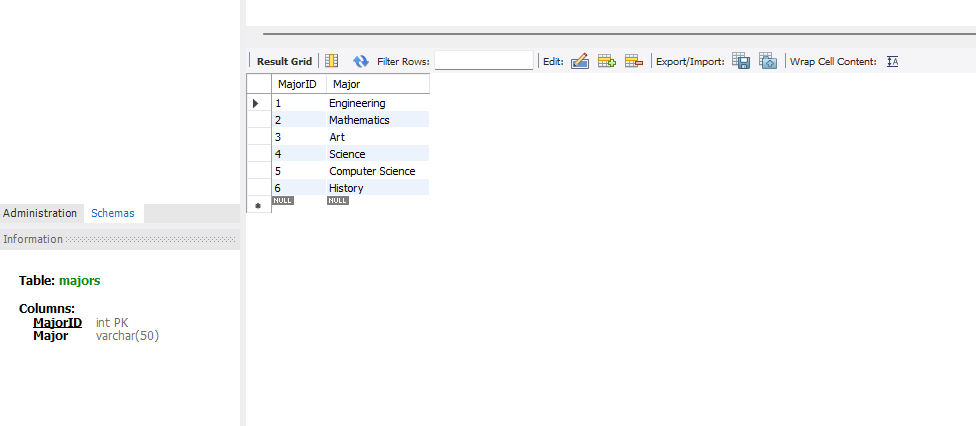 Result Grid Filter Rows: Edit: Export/Import: Wrap Cell Content: IA
MajorID Major
1 Engineering
2 Mathematics
3 Art
4 Science
5 Computer Science
6 History
NULL NULL
Administration Schemas
Information
Table: majors
Columns:
MajorID int PK
Major varchar(50)